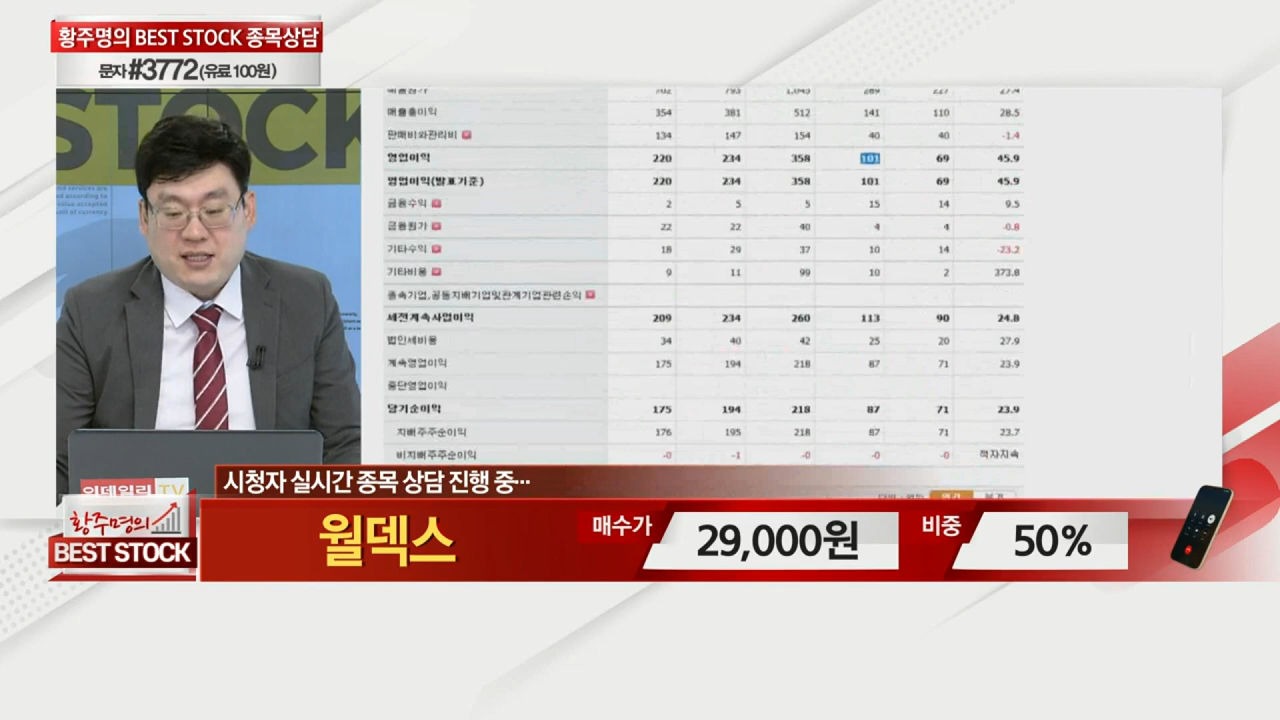 황주명의 BEST STOCK 종목상담
문자 #3772 (유료 100원)
STOCK
매출원가 702 793 1,045 289 227 27.4
매출총이익 354 381 512 141 110 28.5
판매비와관리비 134 147 154 40 40 -1.4
영업이익 220 234 358 101 69 45.9
영업이익(발표기준) 220 234 358 101 69 45.9
금융수익 2 5 5 15 14 9.5
금융원가 22 22 40 4 4 -0.8
기타수익 18 29 37 10 14 -23.2
기타비용 9 11 99 10 2 373.8
종속기업,공동지배기업및관계기업관련손익
세전계속사업이익 209 234 260 113 90 24.8
법인세비용 34 40 42 25 20 27.9
계속영업이익 175 194 218 87 71 23.9
중단영업이익
당기순이익 175 194 218 87 71 23.9
지배주주순이익 176 195 218 87 71 23.7
비지배주주순이익 -0 -1 -0 -0 -0 적자지속
시청자 실시간 종목 상담 진행 중...
황주명의
BEST STOCK
월덱스
매수가 29,000원
비중 50%